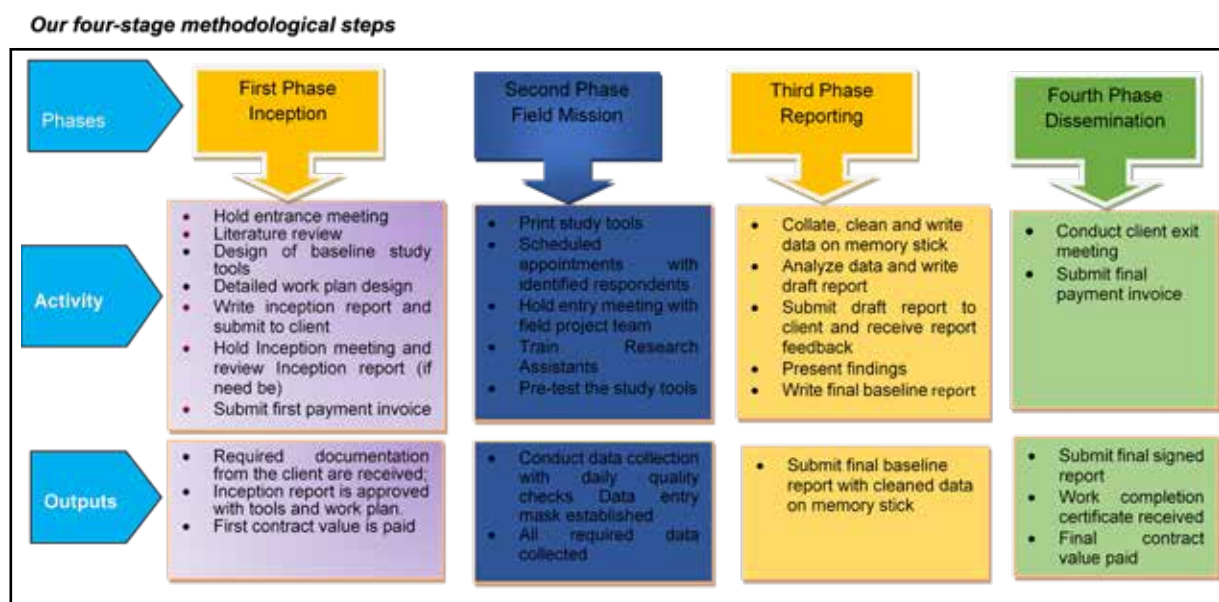 Our four-stage methodological steps
Phases
First Phase
Inception
Second Phase
Field Mission
Third Phase
Reporting
Fourth Phase
Dissemination
Activity
• Hold entrance meeting
• Literature review
• Design of baseline study
tools
• Detailed work plan design
• Write inception report and
submit to client
• Hold Inception meeting and
review Inception report (if
need be)
• Submit first payment invoice
• Print study tools
• Scheduled
appointments with
identified respondents
• Hold entry meeting with
field project team
• Train Research
Assistants
• Pre-test the study tools
• Collate, clean and write
data on memory stick
• Analyze data and write
draft report
• Submit draft report to
client and receive report
feedback
• Present findings
• Write final baseline report
• Conduct client exit
meeting
• Submit final
payment invoice
Outputs
• Required documentation
from the client are received;
• Inception report is approved
with tools and work plan.
• First contract value is paid
• Conduct data collection
with daily quality
checks Data entry
mask established
• All required data
collected
• Submit final baseline
report with cleaned data
on memory stick
• Submit final signed
report
• Work completion
certificate received
• Final contract
value paid